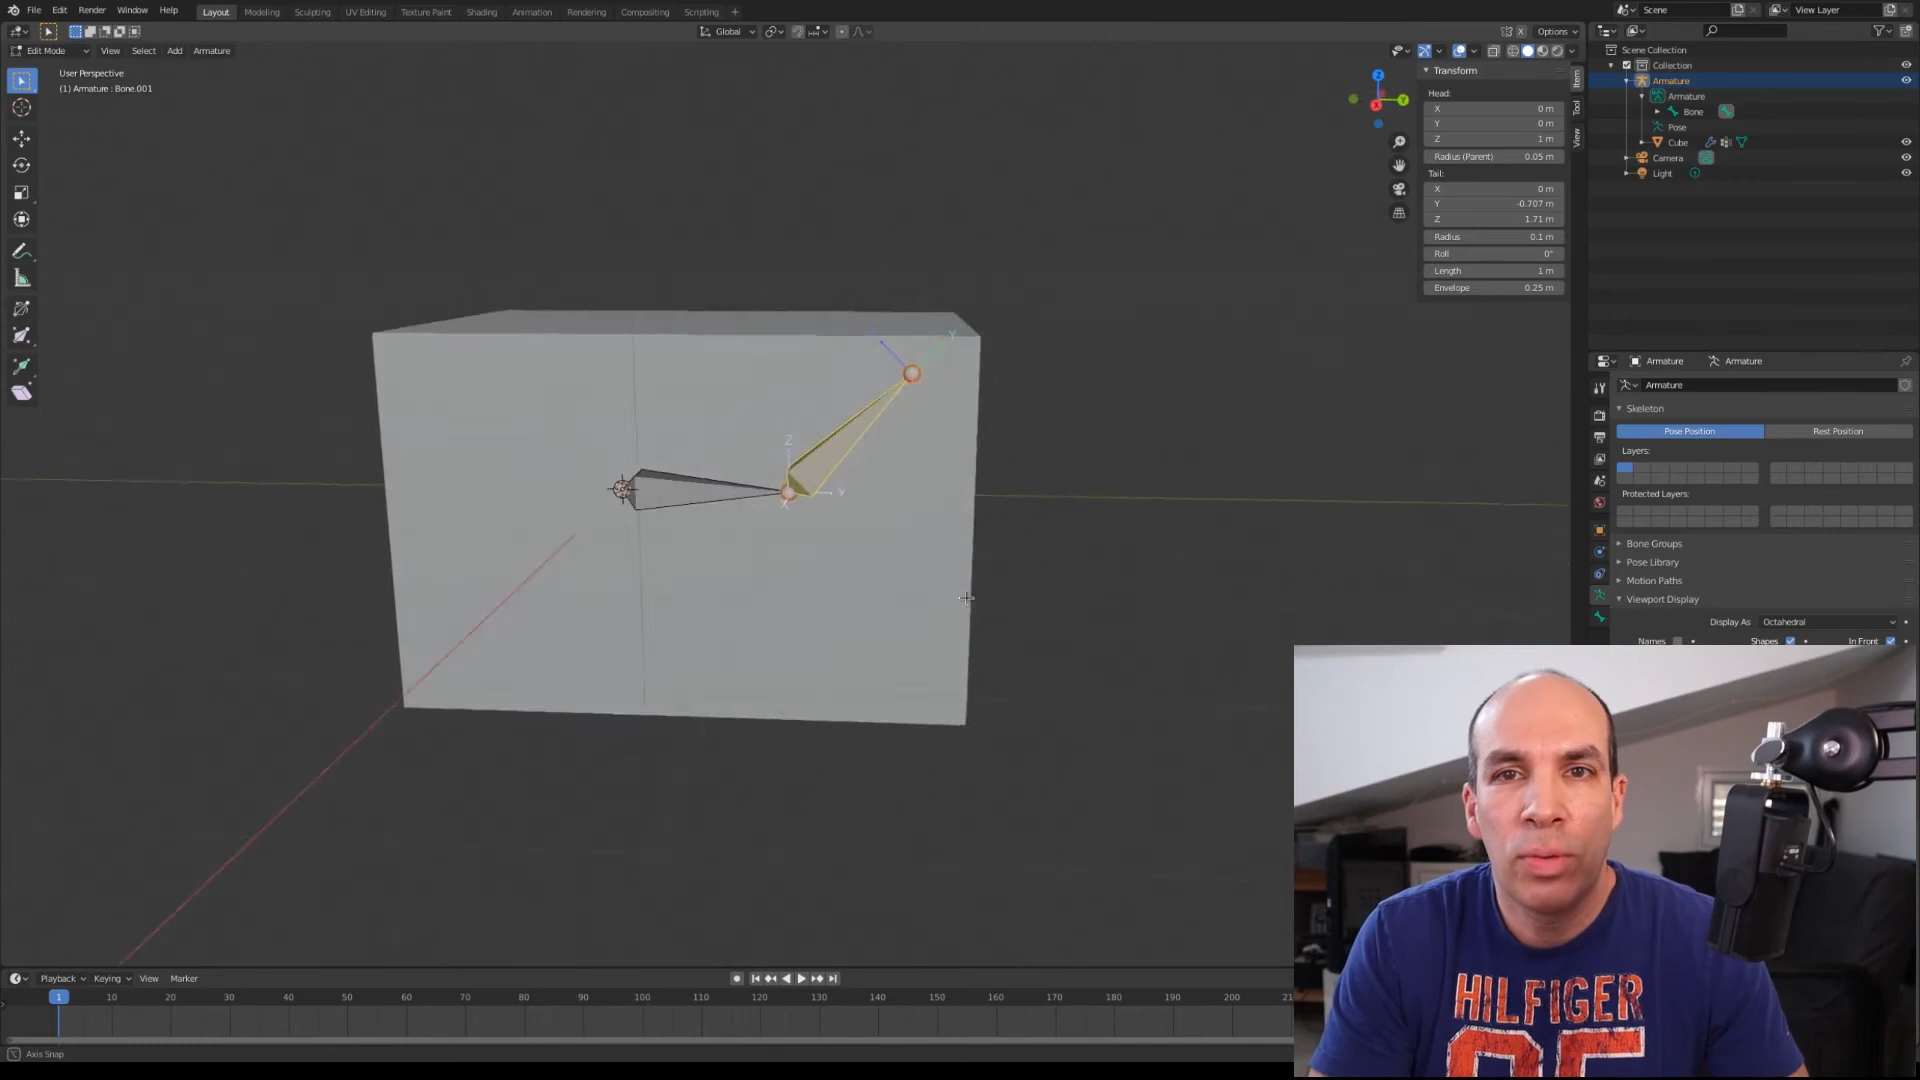 File Edit Render Window Help Layout Modeling Sculpting UV Editing Texture Paint Shading Animation Rendering Compositing Scripting + Scene View Layer
Global Options
Edit Mode View Select Add Armature
User Perspective
(1) Armature : Bone.001
Z
Y
X
Transform
Head:
X 0 m
Y 0 m
Z 1 m
Radius (Parent) 0.05 m
Tail:
X 0 m
Y -0.707 m
Z 1.71 m
Radius 0.1 m
Roll 0°
Length 1 m
Envelope 0.25 m
Item
Tool
View
Scene Collection
Collection
Armature
Armature
Bone
Pose
Cube
Camera
Light
Armature Armature
Armature
Skeleton
Pose Position Rest Position
Layers:
Protected Layers:
Bone Groups
Pose Library
Motion Paths
Viewport Display
Display As Octahedral
Names Shapes In Front
Y
Z
Y
X
Playback Keying View Marker
1 10 20 30 40 50 60 70 80 90 100 110 120 130 140 150 160 170 180 190 200
Axis Snap
HILFIGER